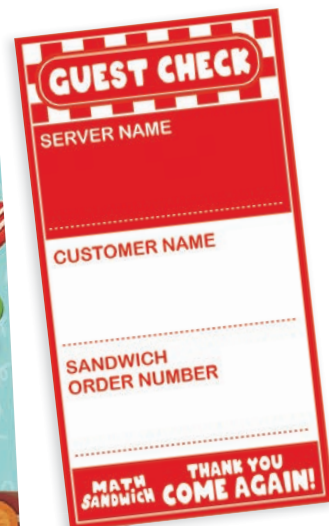 GUEST CHECK
SERVER NAME
CUSTOMER NAME
SANDWICH
ORDER NUMBER
MATH
SANDWICH
THANK YOU
COME AGAIN!